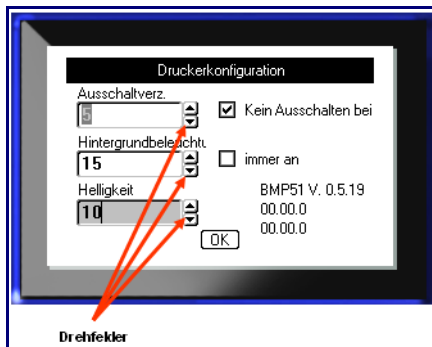 Druckerkonfiguration
Ausschaltverz.
5
Kein Ausschalten bei
Hintergrundbeleuchtu
15
immer an
Helligkeit
10
BMP51 V. 0.5.19
00.00.0
00.00.0
OK
Drehfekler